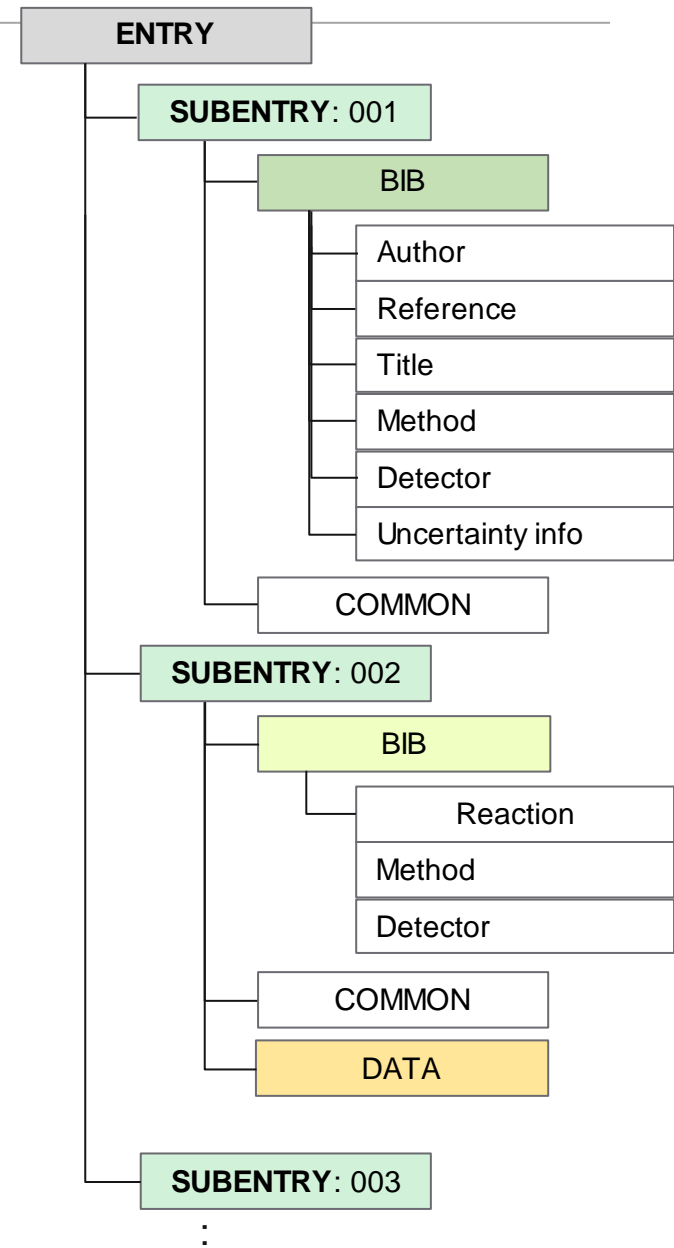 ENTRY
SUBENTRY: 001
BIB
Author
Reference
Title
Method
Detector
Uncertainty info
COMMON
SUBENTRY: 002
BIB
Reaction
Method
Detector
COMMON
DATA
SUBENTRY: 003
: